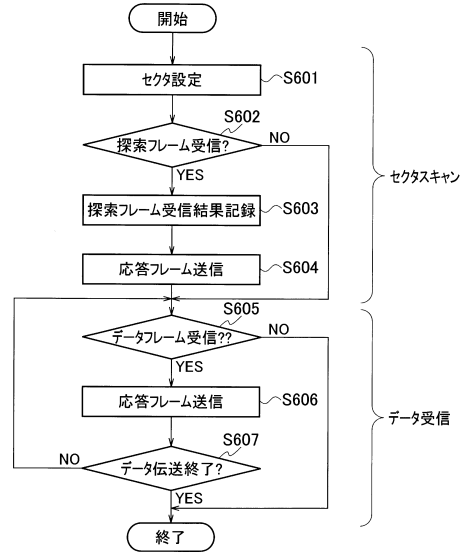 開始
セクタ設定
S601
S602
探索フレーム受信?
NO
YES
探索フレーム受信結果記録
S603
セクタスキャン
応答フレーム送信
S604
S605
データフレーム受信??
NO
YES
応答フレーム送信
S606
データ受信
S607
データ伝送終了?
NO
YES
終了